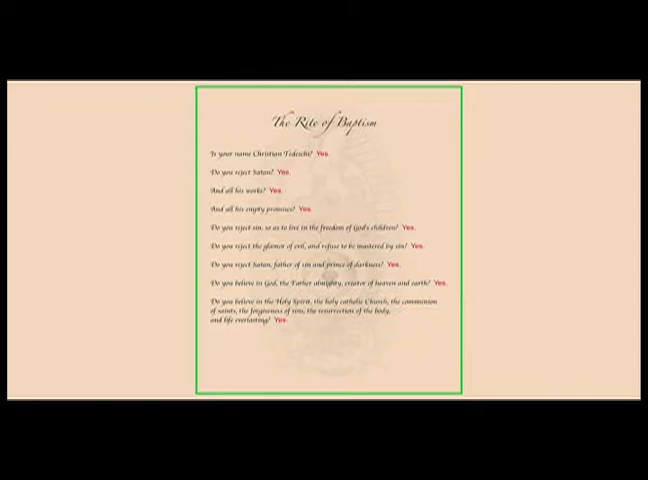 The Rite of Baptism
Is your name Christian Tedeschi? Yes.
Do you reject Satan? Yes.
And all his works? Yes.
And all his empty promises? Yes.
Do you reject sin, so as to live in the freedom of God's children? Yes.
Do you reject the glamor of evil, and refuse to be mastered by sin? Yes.
Do you reject Satan, father of sin and prince of darkness? Yes.
Do you believe in God, the Father almighty, creator of heaven and earth? Yes.
Do you believe in the Holy Spirit, the holy catholic Church, the communion
of saints, the forgiveness of sins, the resurrection of the body,
and life everlasting? Yes.